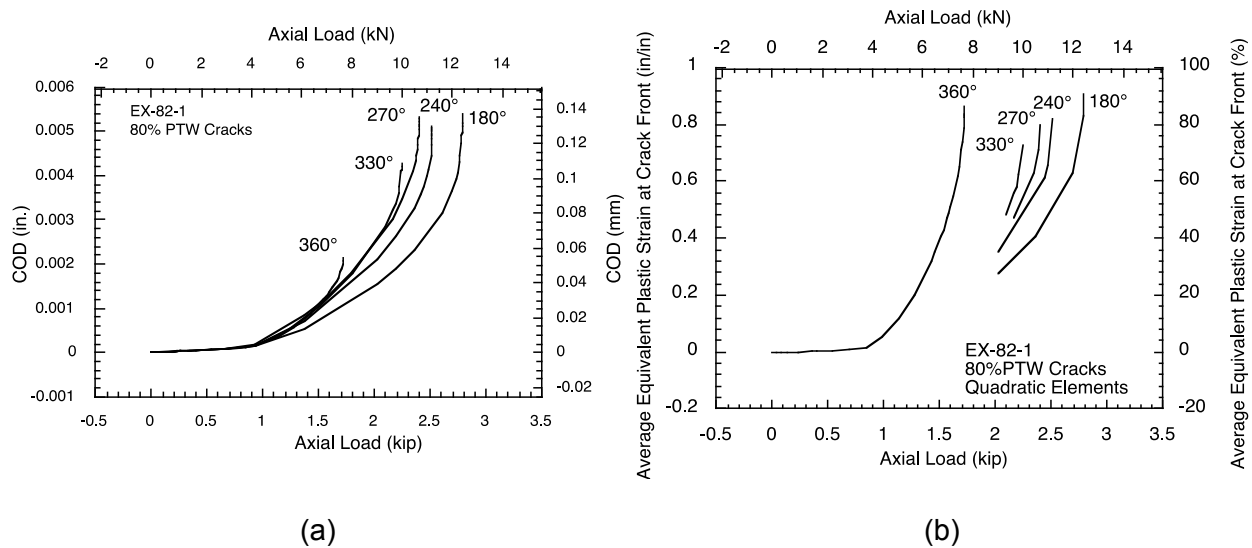 Axial Load (kN)
-2 0 2 4 6 8 10 12 14
0.006
0.005
0.004
0.003
0.002
0.001
0
-0.001
COD (in.)
EX-82-1
80% PTW Cracks
270° 240° 180°
330°
360°
0.14
0.12
0.1
0.08
0.06
0.04
0.02
0
-0.02
COD (mm)
-0.5 0 0.5 1 1.5 2 2.5 3 3.5
Axial Load (kip)
(a)
Axial Load (kN)
-2 0 2 4 6 8 10 12 14
1
0.8
0.6
0.4
0.2
0
-0.2
Average Equivalent Plastic Strain at Crack Front (in/in)
360° 270° 240° 180°
330°
EX-82-1
80%PTW Cracks
Quadratic Elements
100
80
60
40
20
0
-20
Average Equivalent Plastic Strain at Crack Front (%)
-0.5 0 0.5 1 1.5 2 2.5 3 3.5
Axial Load (kip)
(b)